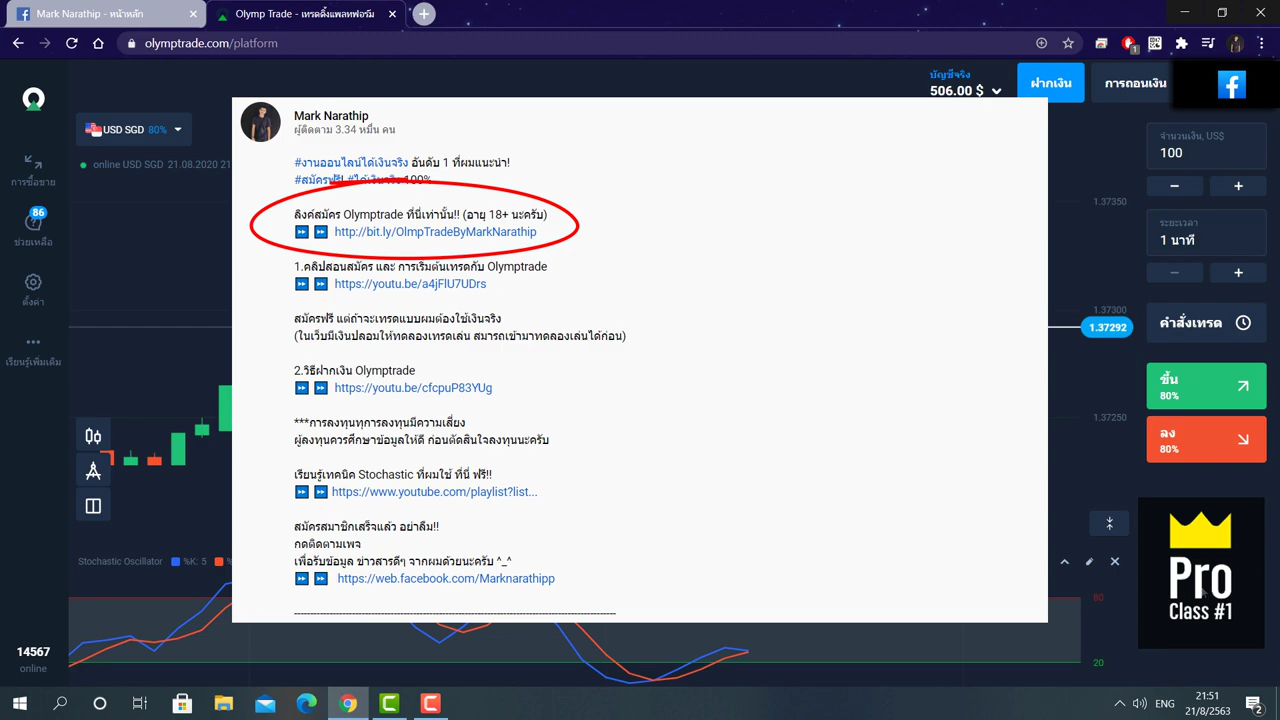 Mark Narathip - หน้าหลัก
Olymp Trade - เทรดดิ้งแพลทฟอร์ม
olymptrade.com/platform
1
บัญชีจริง
506.00 $
ฝากเงิน
การถอนเงิน
USD SGD 80%
online USD SGD 21.08.2020 21
การซื้อขาย
86
ช่วยเหลือ
ตั้งค่า
เรียนรู้เพิ่มเติม
14567
online
Mark Narathip
ผู้ติดตาม 3.34 หมื่น คน
#งานออนไลน์ได้เงินจริง อันดับ 1 ที่ผมแนะนำ!
#สมัครฟรี! #ได้เงินจริง 100%
ลิงค์สมัคร Olymptrade ที่นี่เท่านั้น!! (อายุ 18+ นะครับ)
http://bit.ly/OlmpTradeByMarkNarathip
1.คลิปสอนสมัคร และ การเริ่มต้นเทรดกับ Olymptrade
https://youtu.be/a4jFlU7UDrs
สมัครฟรี แต่ถ้าจะเทรดแบบผมต้องใช้เงินจริง
(ในเว็บมีเงินปลอมให้ทดลองเทรดเล่น สมารถเข้ามาทดลองเล่นได้ก่อน)
2.วิธีฝากเงิน Olymptrade
https://youtu.be/cfcpuP83YUg
***การลงทุนทุการลงทุนมีความเสี่ยง
ผู้ลงทุนควรศึกษาข้อมูลให้ดี ก่อนตัดสินใจลงทุนะครับ
เรียนรู้เทคนิค Stochastic ที่ผมใช้ ที่นี่ ฟรี!!
https://www.youtube.com/playlist?list...
สมัครสมาชิกเสร็จแล้ว อย่าลืม!!
กดติดตามเพจ
เพื่อรับข้อมูล ข่าวสารดีๆ จากผมด้วยนะครับ ^_^
https://web.facebook.com/Marknarathipp
จำนวนเงิน, US$
100
ระยะเวลา
1 นาที
คำสั่งเทรด
ขึ้น
80%
ลง
80%
1.37350
1.37300
1.37292
1.37250
Stochastic Oscillator %K: 5
80
20
Pro
Class #1
ENG
21:51
21/8/2563
2